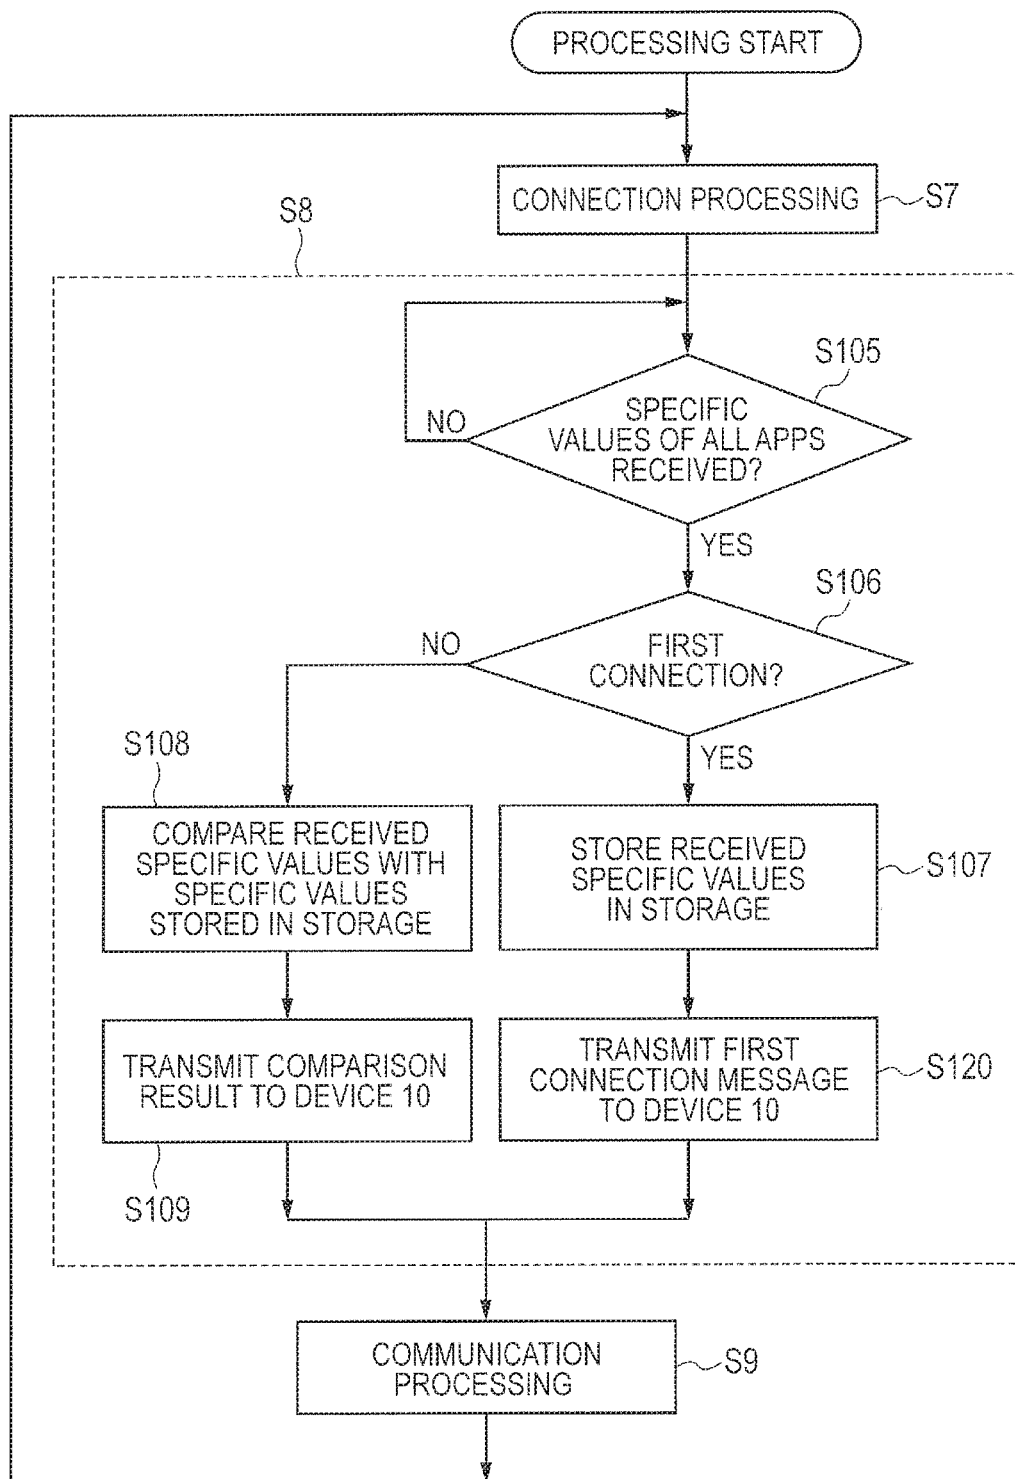 PROCESSING START
CONNECTION PROCESSING
S7
S8
S105
SPECIFIC
VALUES OF ALL APPS
RECEIVED?
NO
YES
S106
FIRST
CONNECTION?
NO
YES
S108
COMPARE RECEIVED
SPECIFIC VALUES WITH
SPECIFIC VALUES
STORED IN STORAGE
STORE RECEIVED
SPECIFIC VALUES
IN STORAGE
S107
TRANSMIT COMPARISON
RESULT TO DEVICE 10
S109
TRANSMIT FIRST
CONNECTION MESSAGE
TO DEVICE 10
S120
COMMUNICATION
PROCESSING
S9